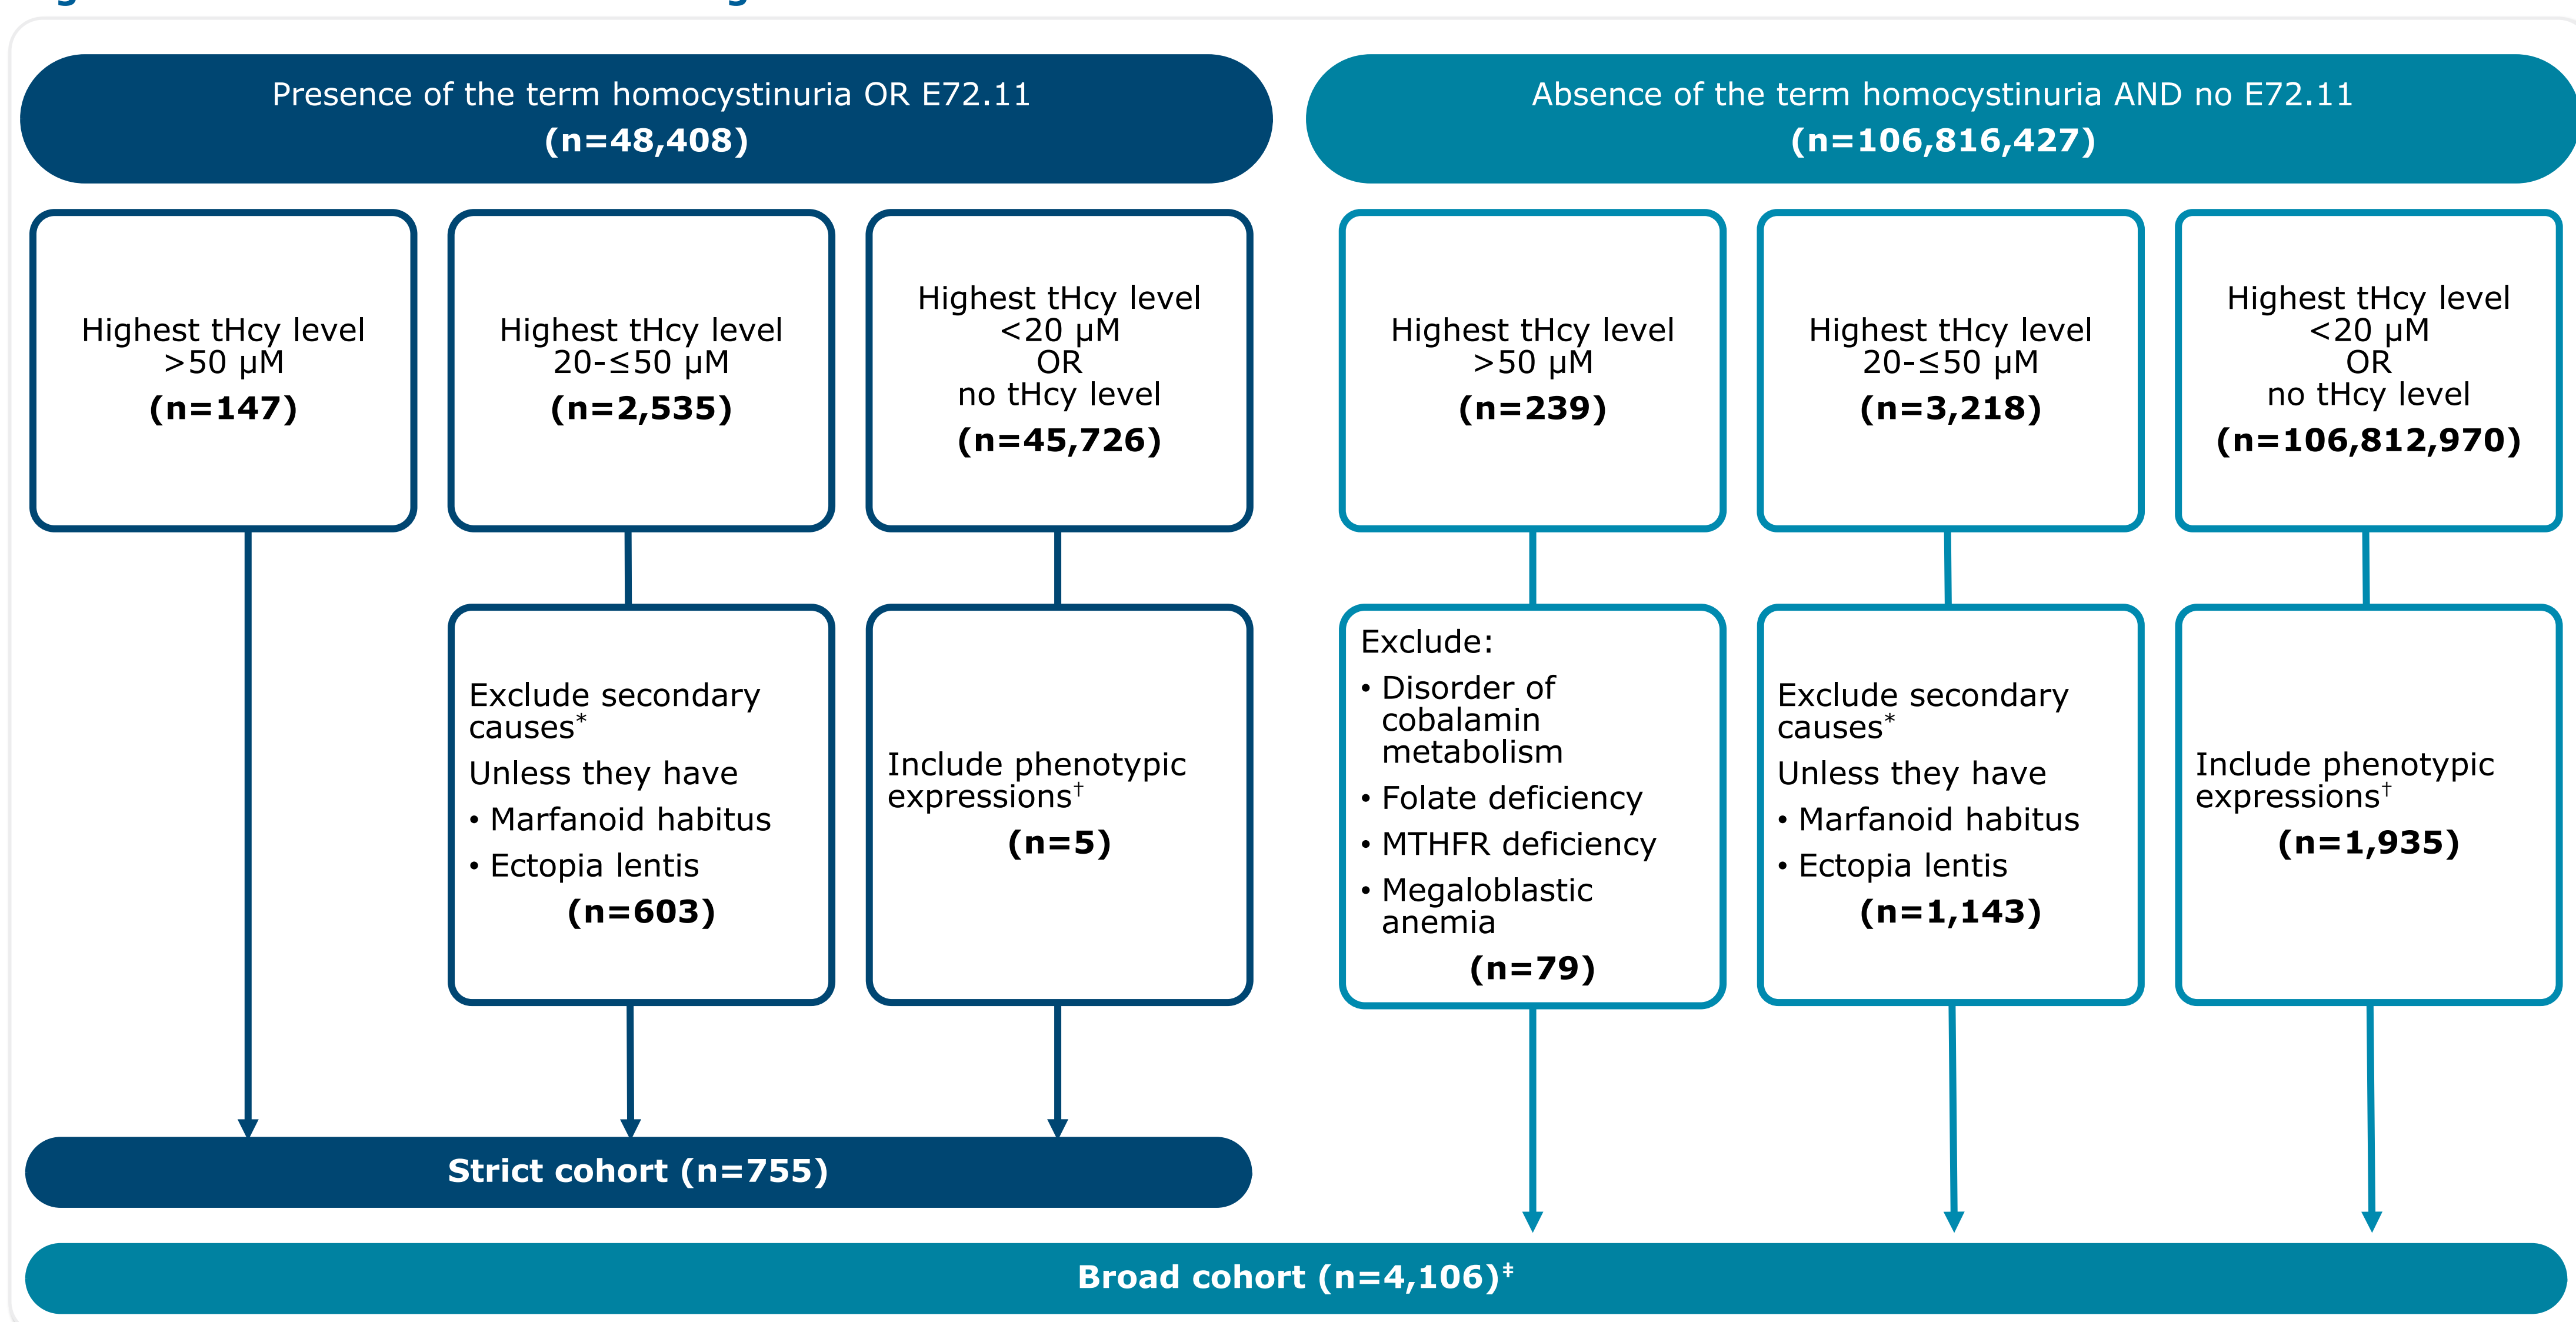 Presence of the term homocystinuria OR E72.11
(n=48,408)
Absence of the term homocystinuria AND no E72.11
(n=106,816,427)
Highest tHcy level
>50 µM
(n=147)
Highest tHcy level
20-≤50 µM
(n=2,535)
Highest tHcy level
<20 µM
OR
no tHcy level
(n=45,726)
Highest tHcy level
>50 µM
(n=239)
Highest tHcy level
20-≤50 µM
(n=3,218)
Highest tHcy level
<20 µM
OR
no tHcy level
(n=106,812,970)
Exclude secondary
causes*
Unless they have
• Marfanoid habitus
• Ectopia lentis
(n=603)
Include phenotypic
expressions†
(n=5)
Exclude:
• Disorder of
cobalamin
metabolism
• Folate deficiency
• MTHFR deficiency
• Megaloblastic
anemia
(n=79)
Exclude secondary
causes*
Unless they have
• Marfanoid habitus
• Ectopia lentis
(n=1,143)
Include phenotypic
expressions†
(n=1,935)
Strict cohort (n=755)
Broad cohort (n=4,106)‡